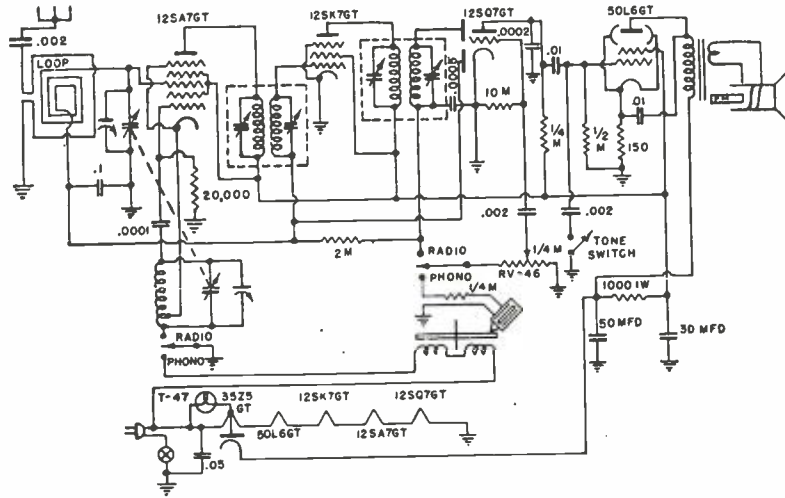 12SA7GT
12SK7GT
12SQ7GT
50L6GT
.002
.0002
.01
LOOP
.0005
10 M
.01
PM
1/4 M
1/2 M
150
.1
20,000
.0001
.002
.002
2 M
RADIO
1/4 M
TONE
SWITCH
PHONO
RV-46
1/4 M
1000 1W
50 MFD
30 MFD
RADIO
PHONO
T-47
35Z5
GT
12SK7GT
12SQ7GT
50L6GT
12SA7GT
.05